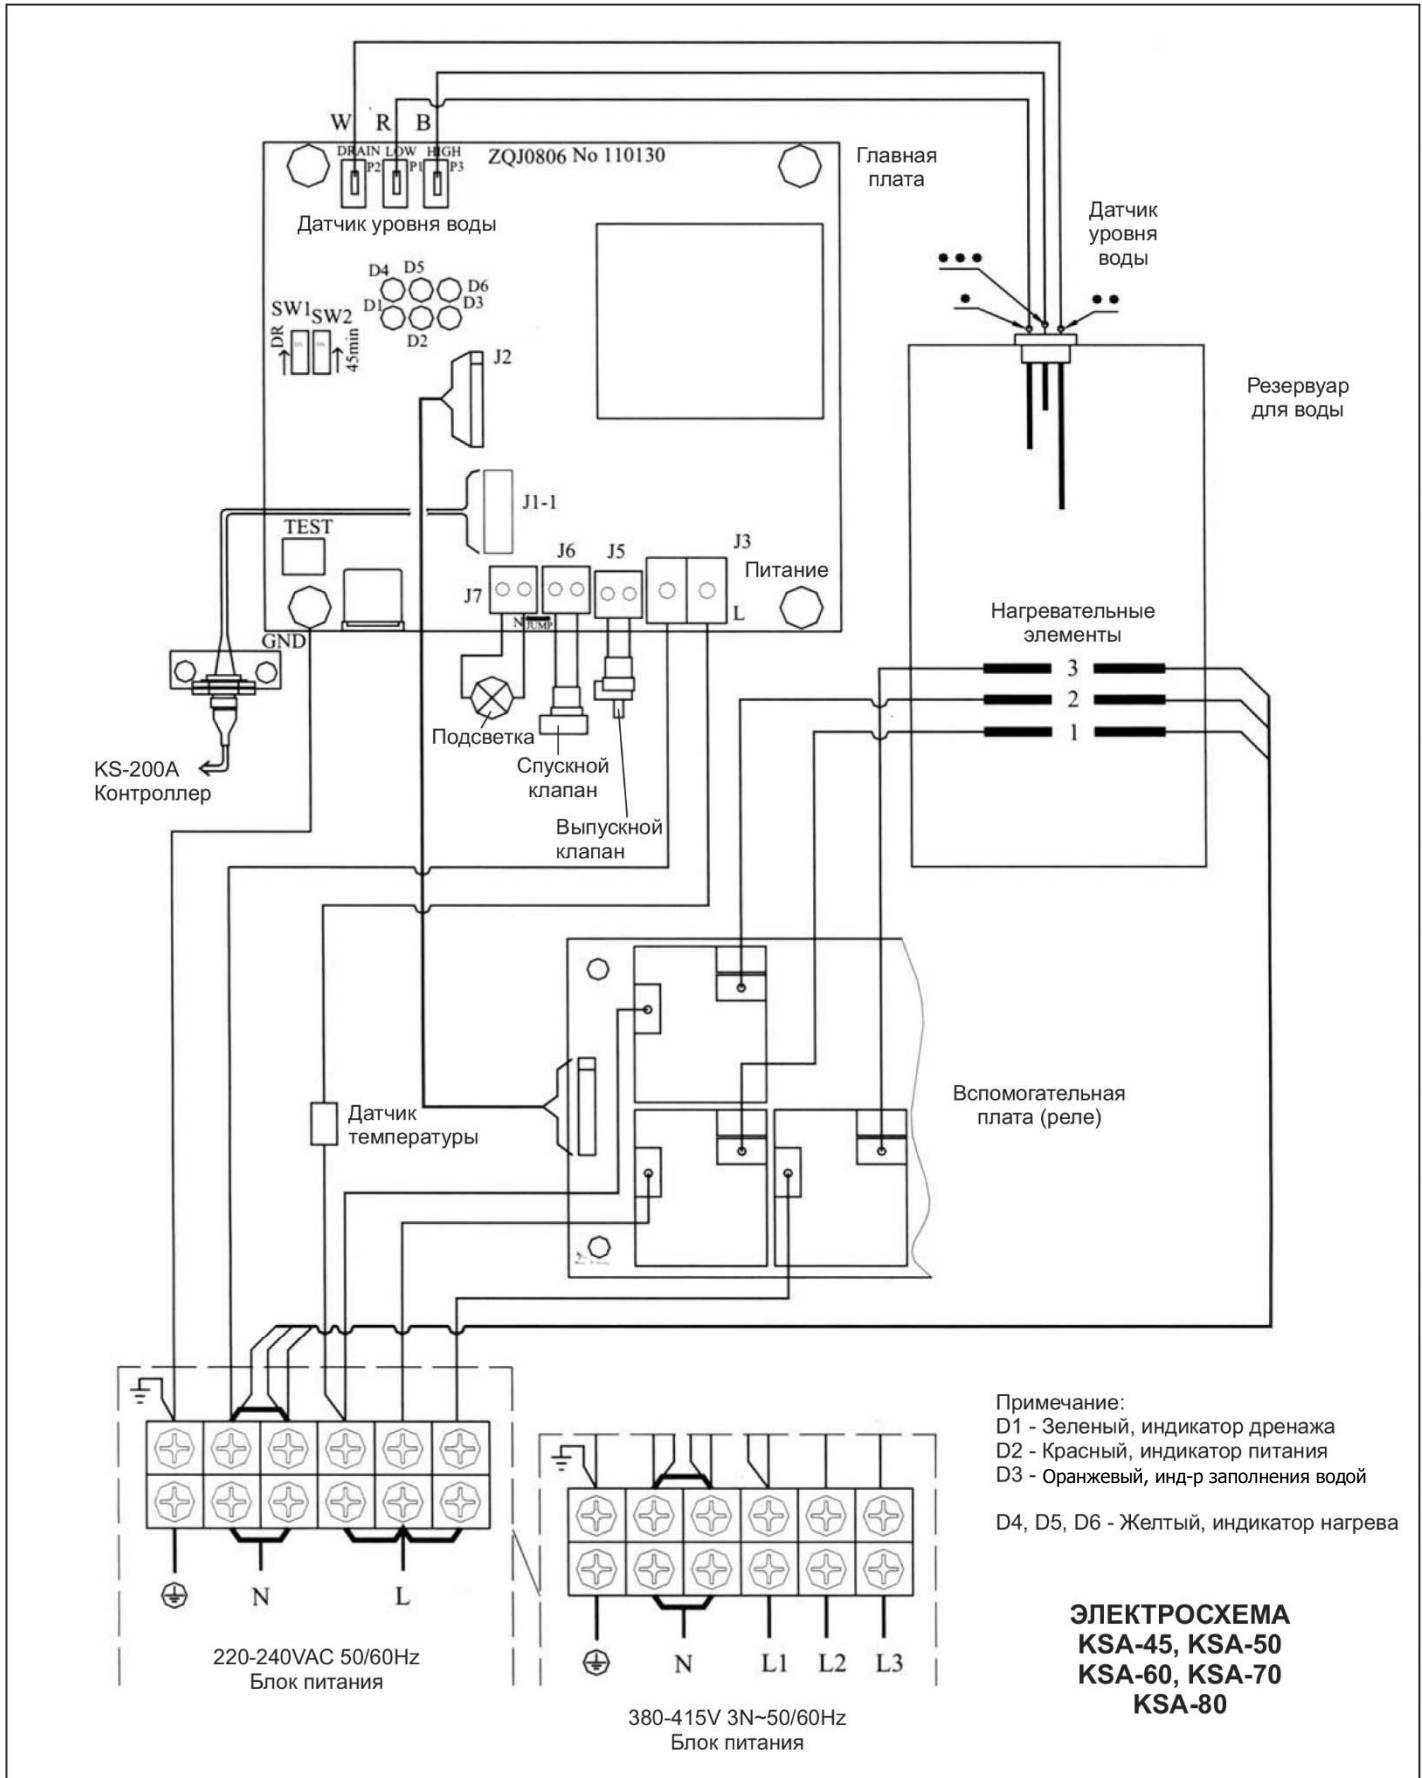 W R B
DRAIN LOW HIGH
P2 P1 P3
ZQJ0806 No 110130
Главная
плата
Датчик уровня воды
Датчик
уровня
воды
D4 D5
D6
D1
D3
D2
SW1
SW2
DR
45min
J2
Резервуар
для воды
J1-1
TEST
J6
J5
J3
J7
Питание
N
JUMP
L
GND
Нагревательные
элементы
3
2
1
Подсветка
Спускной
клапан
KS-200A
Контроллер
Выпускной
клапан
Вспомогательная
плата (реле)
Датчик
температуры
Примечание:
D1 - Зеленый, индикатор дренажа
D2 - Красный, индикатор питания
D3 - Оранжевый, инд-р заполнения водой
D4, D5, D6 - Желтый, индикатор нагрева
N
L
220-240VAC 50/60Hz
Блок питания
N
L1
L2
L3
380-415V 3N~50/60Hz
Блок питания
ЭЛЕКТРОСХЕМА
KSA-45, KSA-50
KSA-60, KSA-70
KSA-80